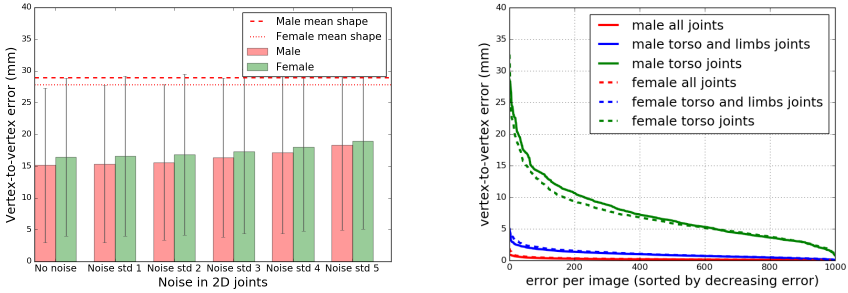 40
35
30
25
20
15
10
5
0
Vertex-to-vertex error (mm)
Male mean shape
Female mean shape
Male
Female
No noise Noise std 1 Noise std 2 Noise std 3 Noise std 4 Noise std 5
Noise in 2D joints
40
35
30
25
20
15
10
5
0
vertex-to-vertex error (mm)
male all joints
male torso and limbs joints
male torso joints
female all joints
female torso and limbs joints
female torso joints
0 200 400 600 800 1000
error per image (sorted by decreasing error)